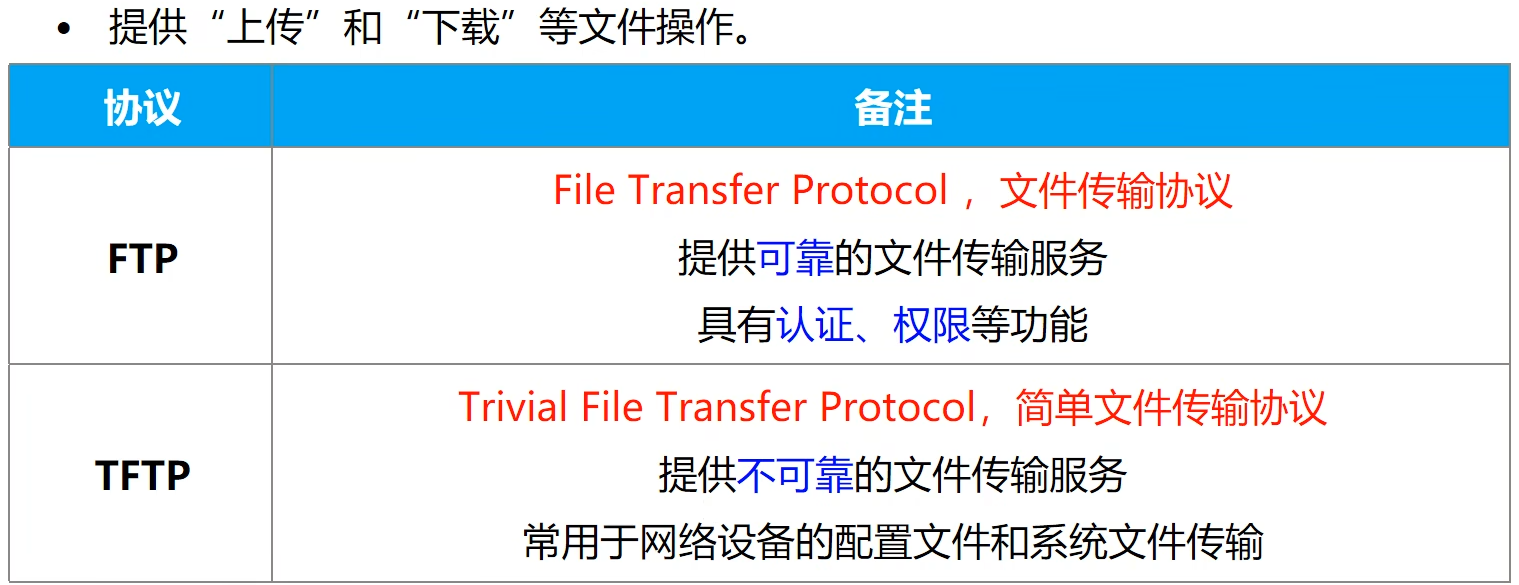 • 提供“上传”和“下载”等文件操作。
协议 备注
FTP
File Transfer Protocol ，文件传输协议
提供可靠的文件传输服务
具有认证、权限等功能
TFTP
Trivial File Transfer Protocol，简单文件传输协议
提供不可靠的文件传输服务
常用于网络设备的配置文件和系统文件传输